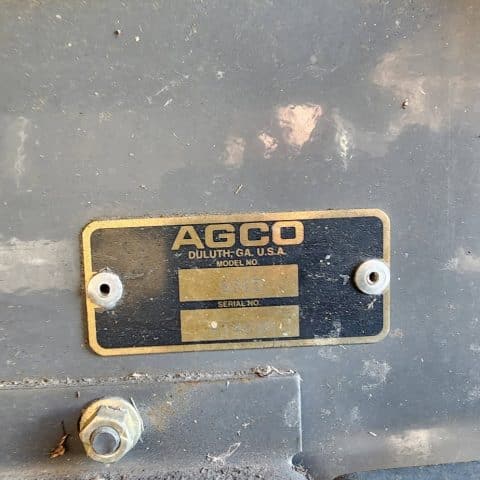 AGCO
DULUTH, GA. U.S.A.
MODEL NO.
SERIAL NO.